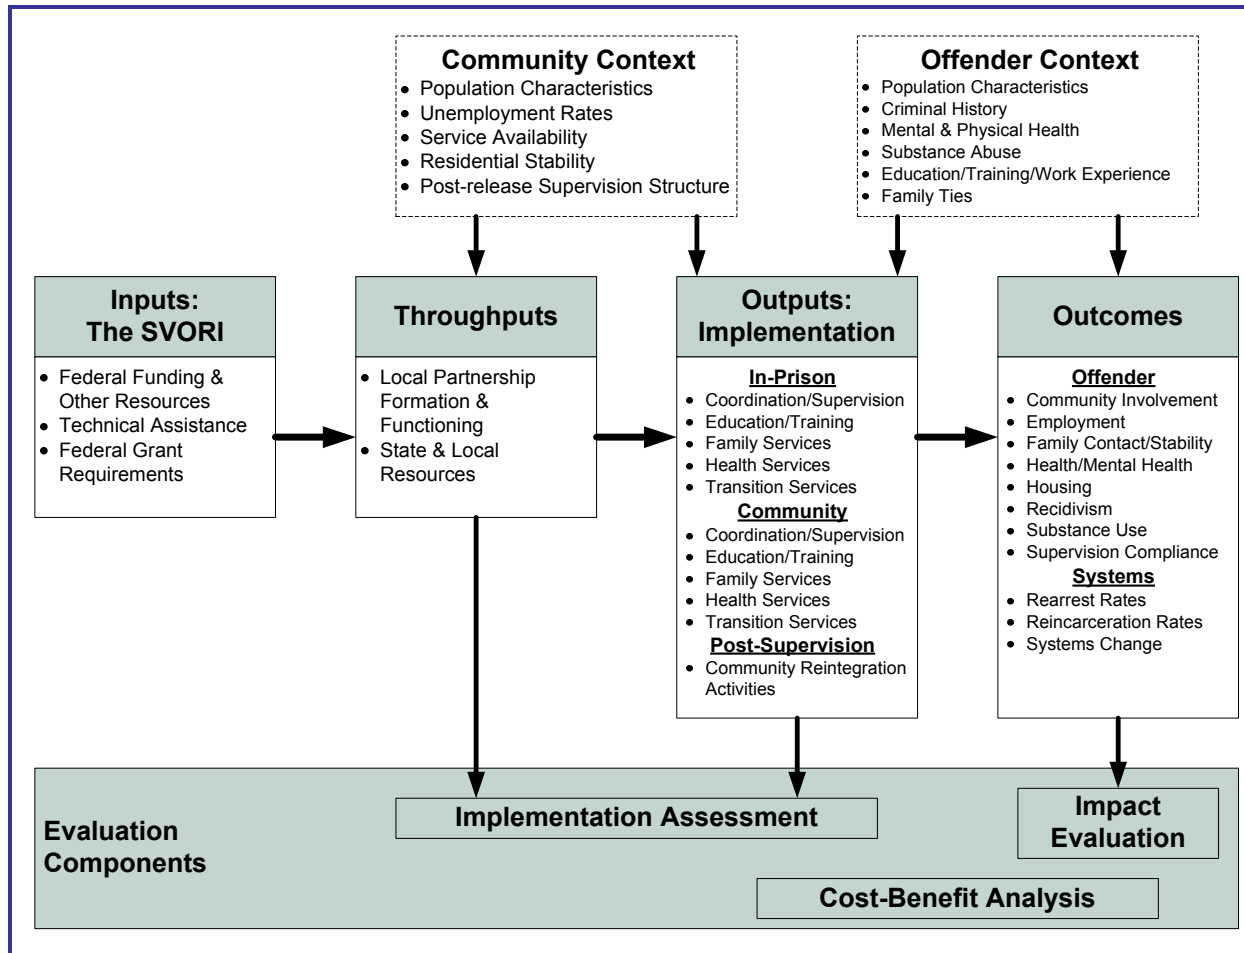 Community Context
• Population Characteristics
• Unemployment Rates
• Service Availability
• Residential Stability
• Post-release Supervision Structure
Offender Context
• Population Characteristics
• Criminal History
• Mental & Physical Health
• Substance Abuse
• Education/Training/Work Experience
• Family Ties
Inputs:
The SVORI
• Federal Funding &
Other Resources
• Technical Assistance
• Federal Grant
Requirements
Throughputs
• Local Partnership
Formation &
Functioning
• State & Local
Resources
Outputs:
Implementation
In-Prison
• Coordination/Supervision
• Education/Training
• Family Services
• Health Services
• Transition Services
Community
• Coordination/Supervision
• Education/Training
• Family Services
• Health Services
• Transition Services
Post-Supervision
• Community Reintegration
Activities
Outcomes
Offender
• Community Involvement
• Employment
• Family Contact/Stability
• Health/Mental Health
• Housing
• Recidivism
• Substance Use
• Supervision Compliance
Systems
• Rearrest Rates
• Reincarceration Rates
• Systems Change
Evaluation
Components
Implementation Assessment
Impact
Evaluation
Cost-Benefit Analysis